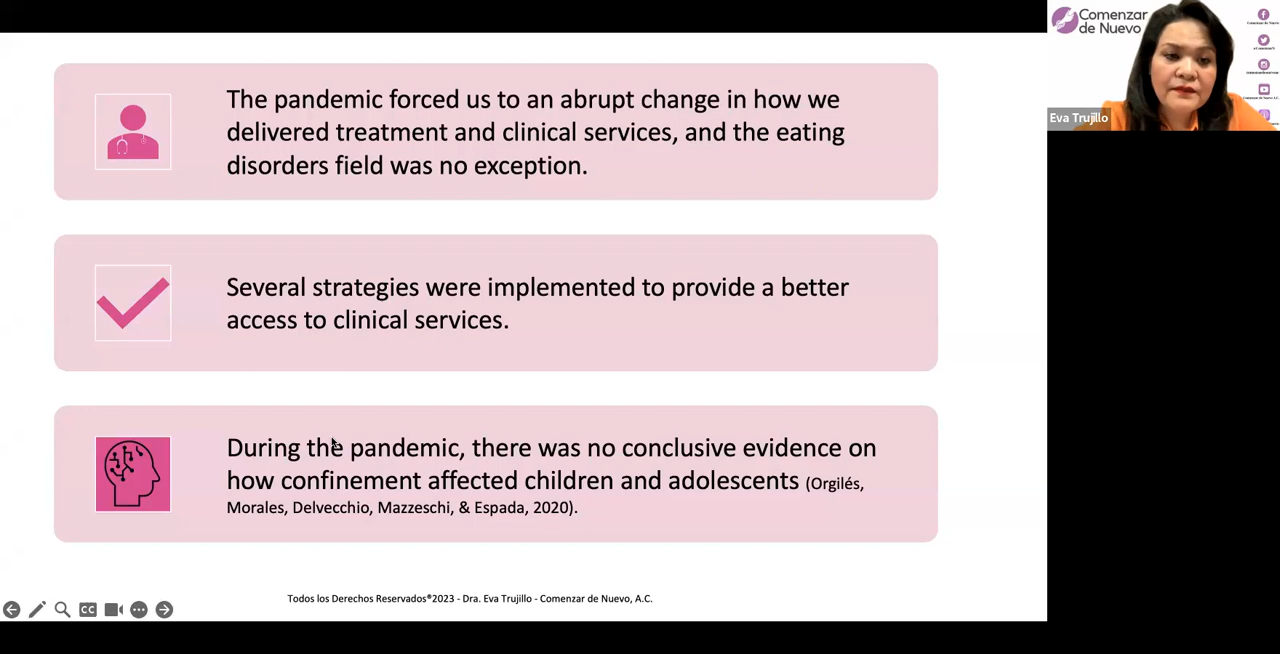 The pandemic forced us to an abrupt change in how we
delivered treatment and clinical services, and the eating
disorders field was no exception.
Several strategies were implemented to provide a better
access to clinical services.
During the pandemic, there was no conclusive evidence on
how confinement affected children and adolescents (Orgilés,
Morales, Delvecchio, Mazzeschi, & Espada, 2020).
Todos los Derechos Reservados®2023 - Dra. Eva Trujillo - Comenzar de Nuevo, A.C.
CC
Comenzar
de Nuevo
Eva Trujillo